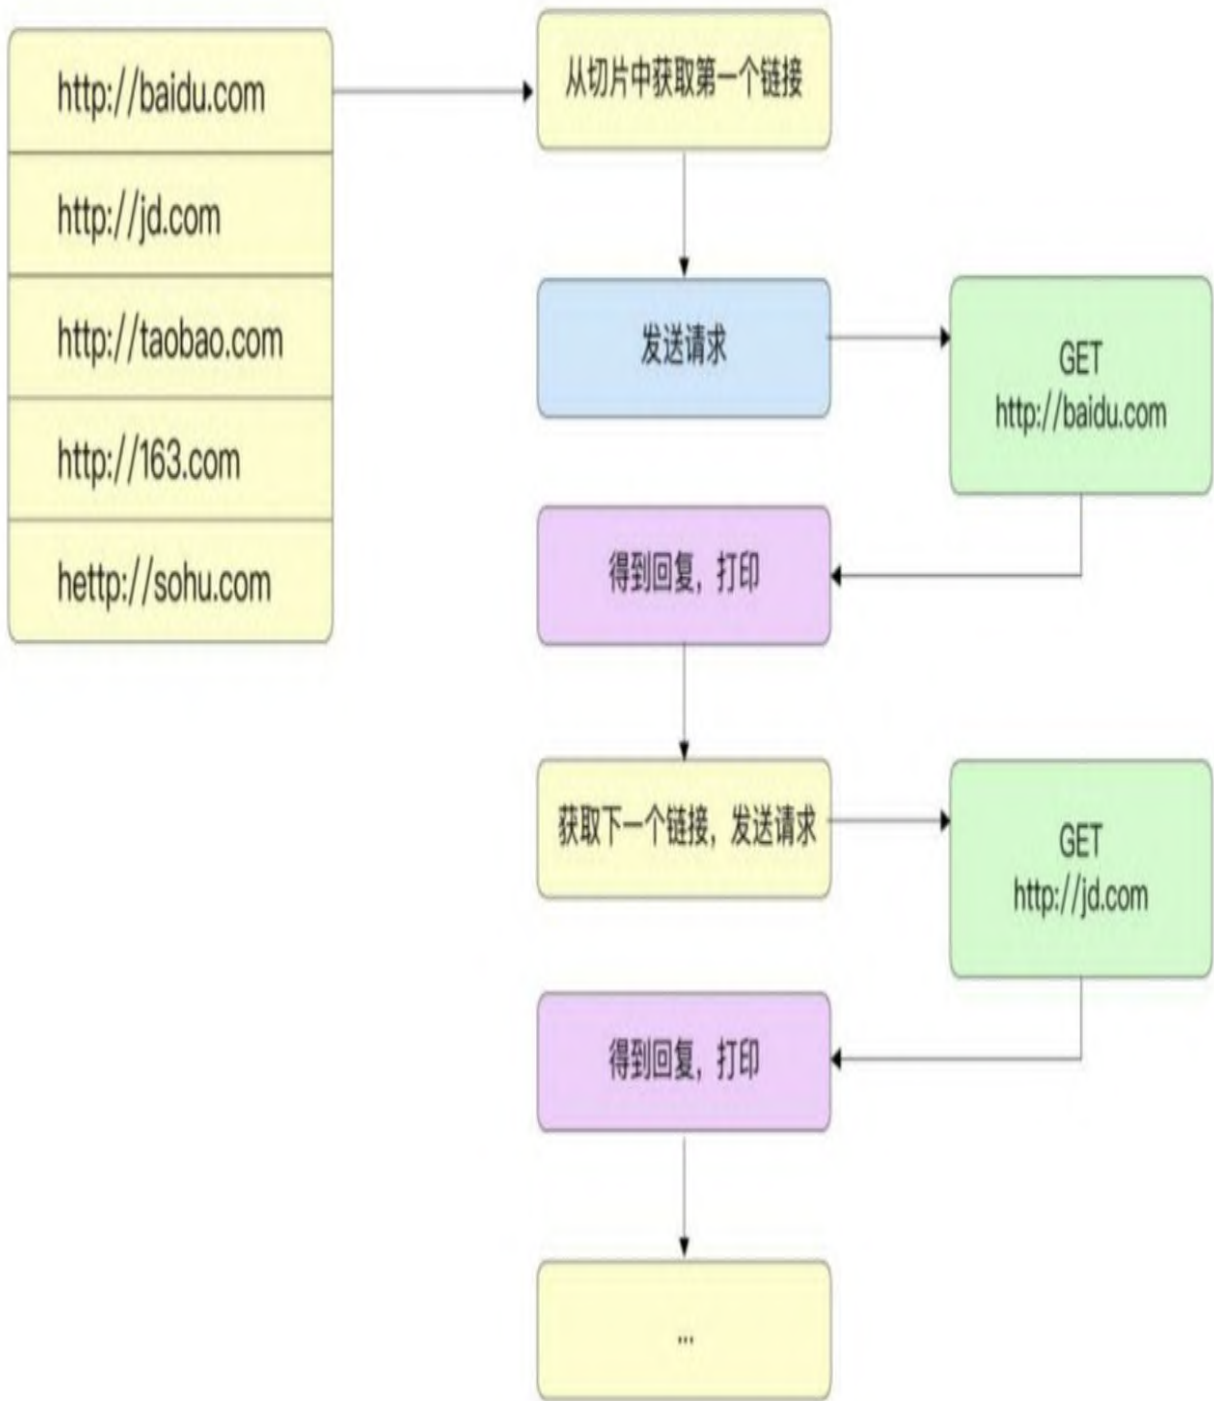 http://baidu.com
http://jd.com
http://taobao.com
http://163.com
hettp://sohu.com
从切片中获取第一个链接
发送请求
GET
http://baidu.com
得到回复，打印
获取下一个链接，发送请求
GET
http://jd.com
得到回复，打印
...